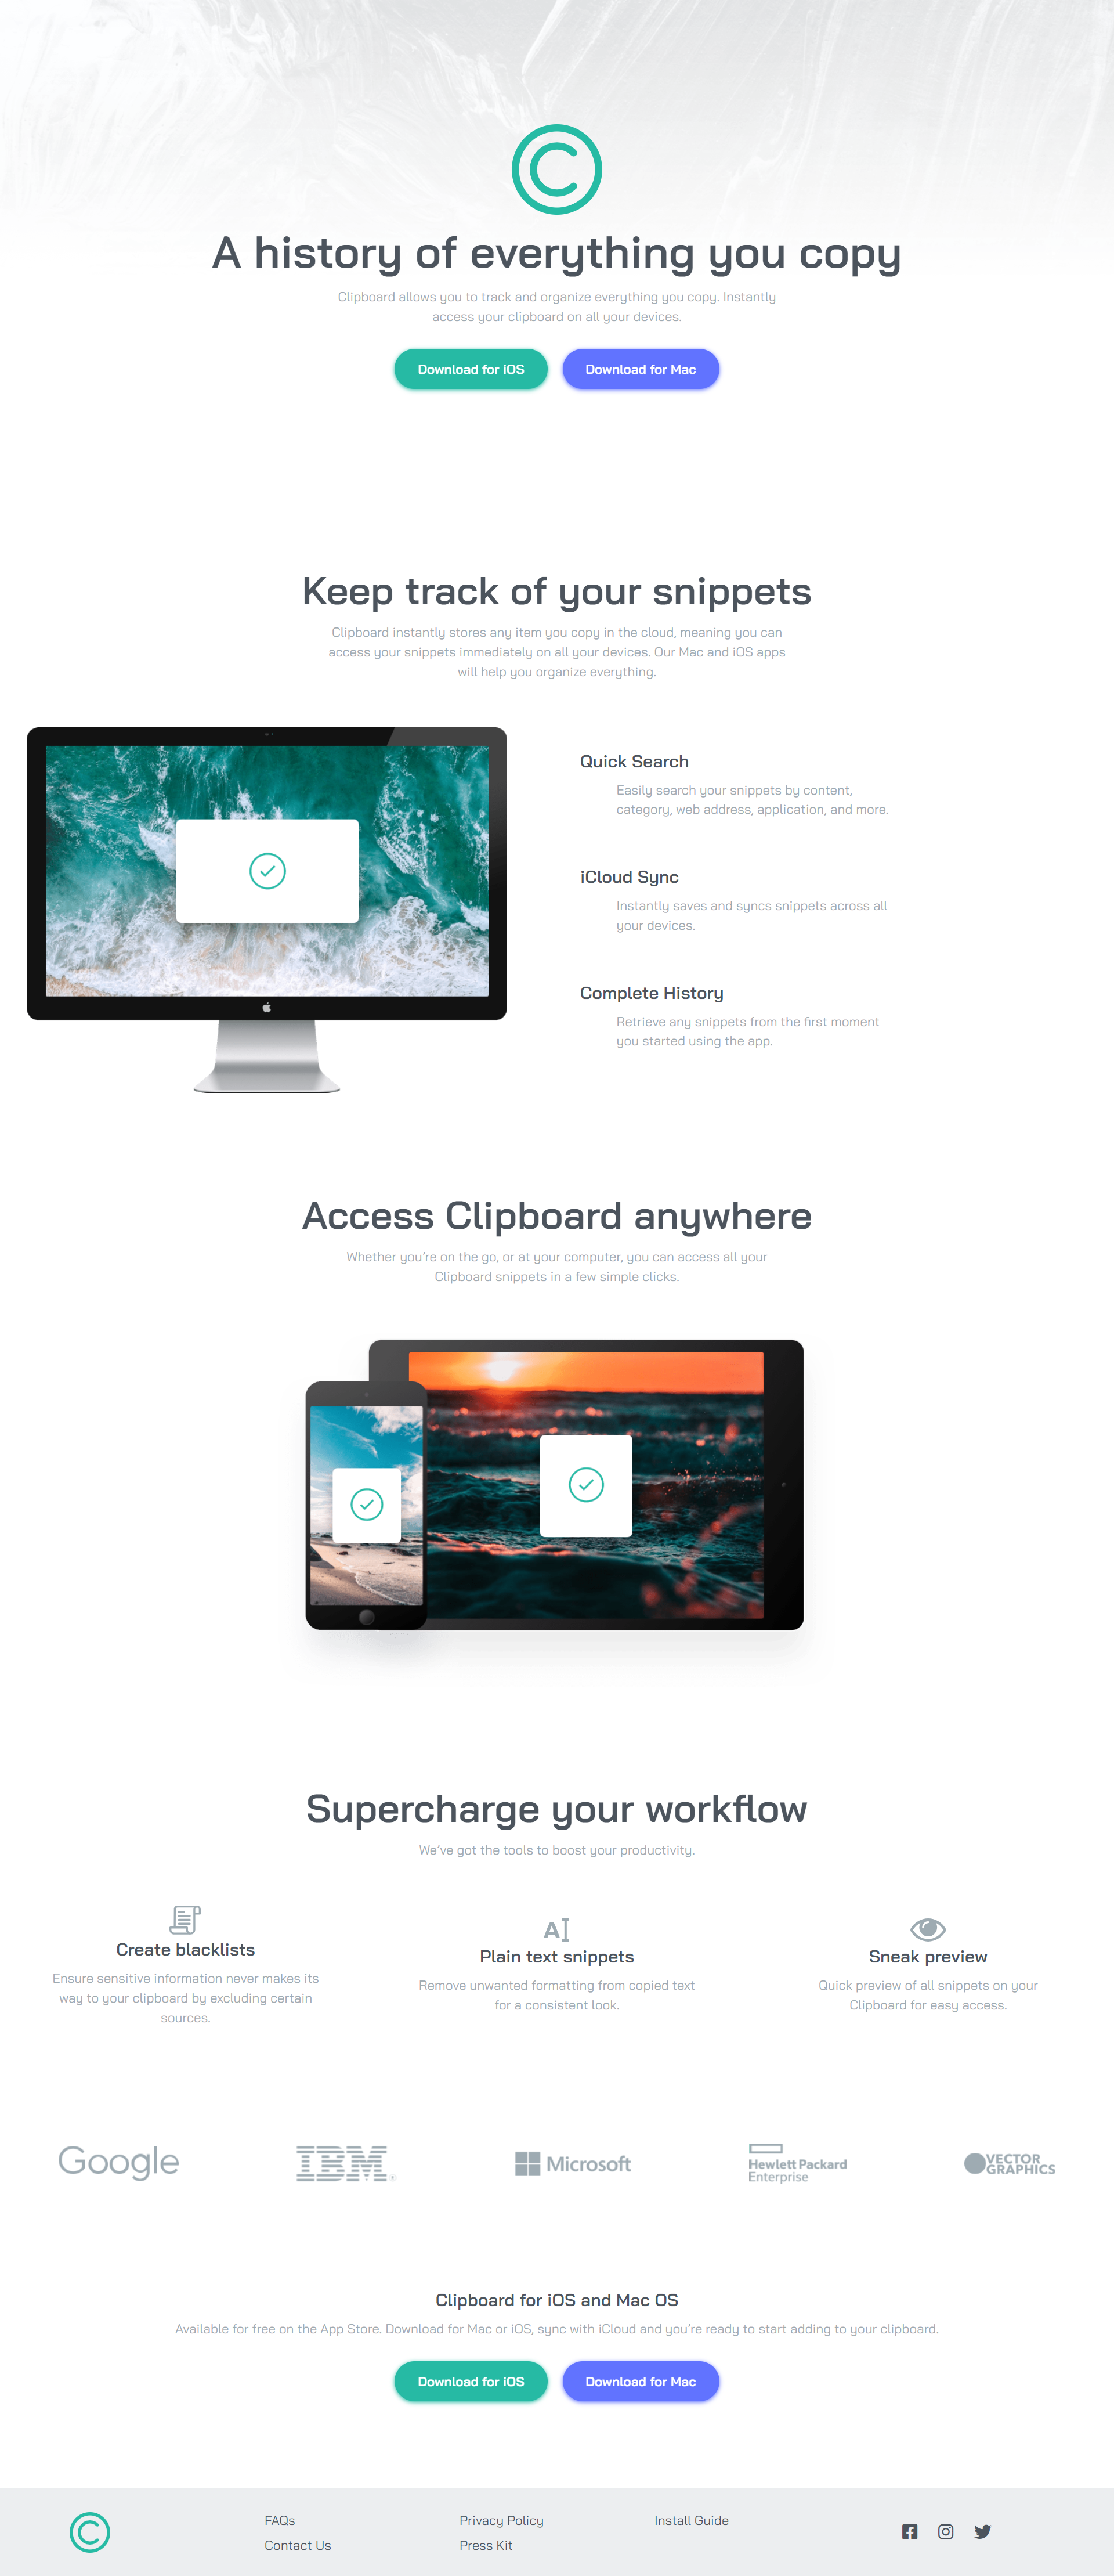 A history of everything you copy
Clipboard allows you to track and organize everything you copy. Instantly
access your clipboard on all your devices.
Download for iOS
Download for Mac
Keep track of your snippets
Clipboard instantly stores any item you copy in the cloud, meaning you can
access your snippets immediately on all your devices. Our Mac and iOS apps
will help you organize everything.
Quick Search
Easily search your snippets by content,
category, web address, application, and more.
iCloud Sync
Instantly saves and syncs snippets across all
your devices.
Complete History
Retrieve any snippets from the first moment
you started using the app.
Access Clipboard anywhere
Whether you’re on the go, or at your computer, you can access all your
Clipboard snippets in a few simple clicks.
Supercharge your workflow
We’ve got the tools to boost your productivity.
Create blacklists
Ensure sensitive information never makes its
way to your clipboard by excluding certain
sources.
A
Plain text snippets
Remove unwanted formatting from copied text
for a consistent look.
Sneak preview
Quick preview of all snippets on your
Clipboard for easy access.
Google
IBM
Microsoft
Hewlett Packard
Enterprise
VECTOR
GRAPHICS
Clipboard for iOS and Mac OS
Available for free on the App Store. Download for Mac or iOS, sync with iCloud and you’re ready to start adding to your clipboard.
Download for iOS
Download for Mac
FAQs
Contact Us
Privacy Policy
Press Kit
Install Guide